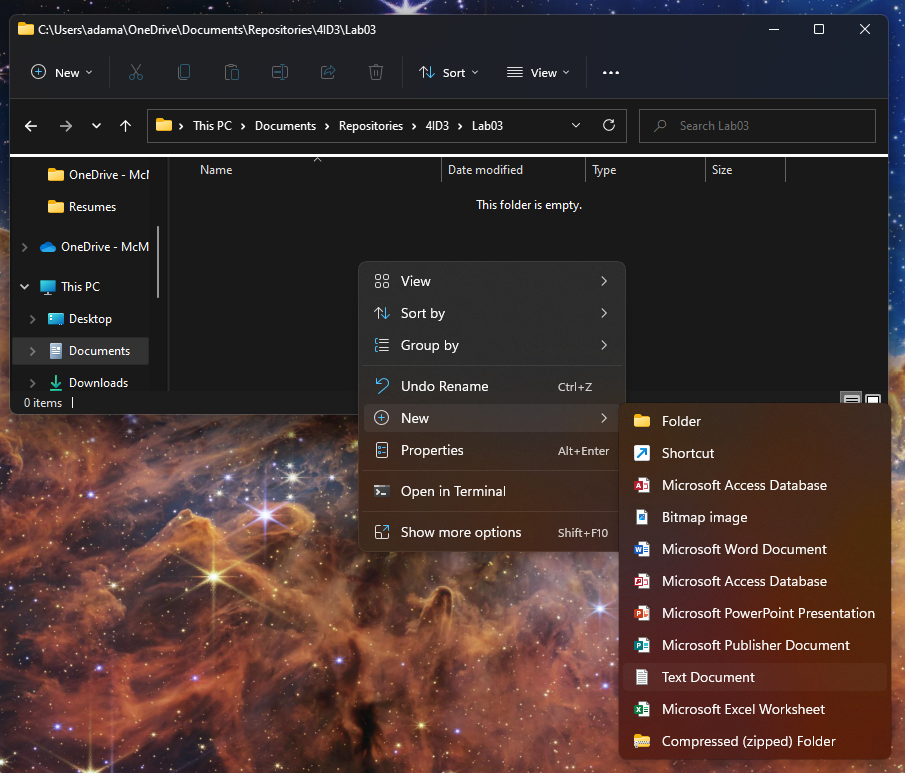 C:\Users\adama\OneDrive\Documents\Repositories\4ID3\Lab03
New
Sort
View
This PC
Documents
Repositories
4ID3
Lab03
Search Lab03
Name
Date modified
Type
Size
This folder is empty.
OneDrive - McM
Resumes
OneDrive - McM
This PC
Desktop
Documents
Downloads
0 items
View
Sort by
Group by
Undo Rename Ctrl+Z
New
Properties Alt+Enter
Open in Terminal
Show more options Shift+F10
Folder
Shortcut
Microsoft Access Database
Bitmap image
Microsoft Word Document
Microsoft Access Database
Microsoft PowerPoint Presentation
Microsoft Publisher Document
Text Document
Microsoft Excel Worksheet
Compressed (zipped) Folder